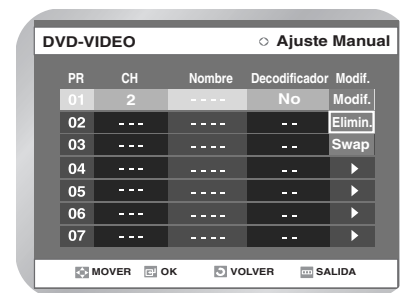 DVD-VIDEO ○ Ajuste Manual
PR CH Nombre Decodificador Modif.
01 2 ---- No Modif.
02 --- ---- -- Elimin.
03 --- ---- -- Swap
04 --- ---- -- ►
05 --- ---- -- ►
06 --- ---- -- ►
07 --- ---- -- ►
MOVER OK VOLVER SALIDA